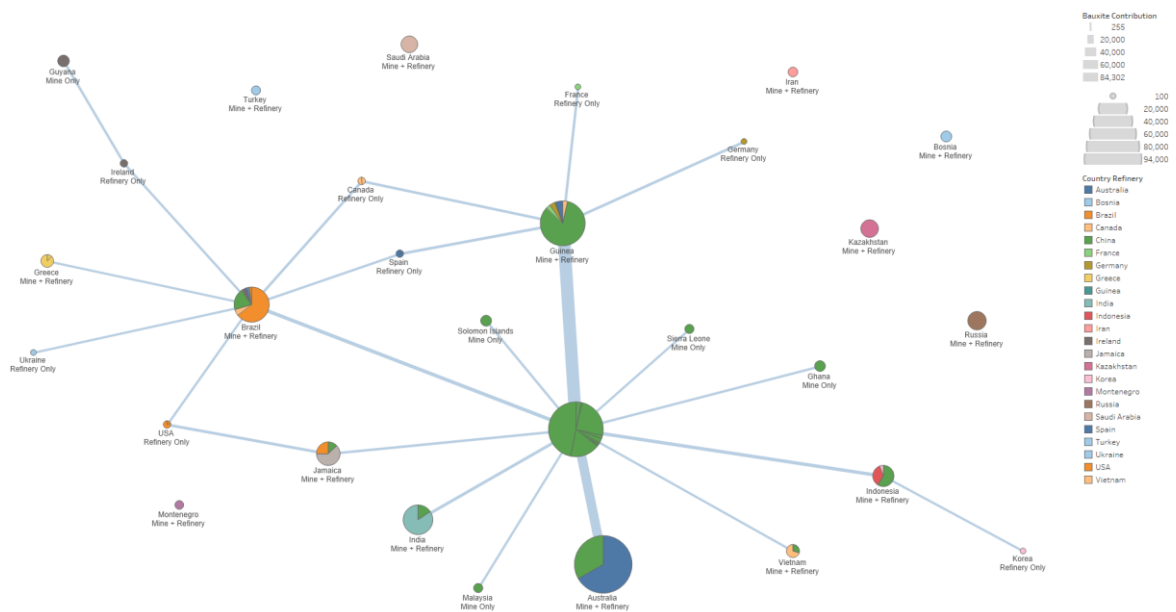 Saudi Arabia
Mine + Refinery
Guyana
Mine Only
Turkey
Mine + Refinery
France
Refinery Only
Iran
Mine + Refinery
Ireland
Refinery Only
Canada
Refinery Only
Germany
Refinery Only
Bosnia
Mine + Refinery
Guinea
Mine + Refinery
Kazakhstan
Mine + Refinery
Greece
Mine + Refinery
Spain
Refinery Only
Brazil
Mine + Refinery
Solomon Islands
Mine Only
Sierra Leone
Mine Only
Russia
Mine + Refinery
Ukraine
Refinery Only
Ghana
Mine Only
USA
Refinery Only
Jamaica
Mine + Refinery
Indonesia
Mine + Refinery
Montenegro
Mine + Refinery
India
Mine + Refinery
Vietnam
Mine + Refinery
Korea
Refinery Only
Malaysia
Mine Only
Australia
Mine + Refinery
Bauxite Contribution
255
20,000
40,000
60,000
84,302
100
20,000
40,000
60,000
80,000
94,000
Country Refinery
Australia
Bosnia
Brazil
Canada
China
France
Germany
Greece
Guinea
India
Indonesia
Iran
Ireland
Jamaica
Kazakhstan
Korea
Montenegro
Russia
Saudi Arabia
Spain
Turkey
Ukraine
USA
Vietnam